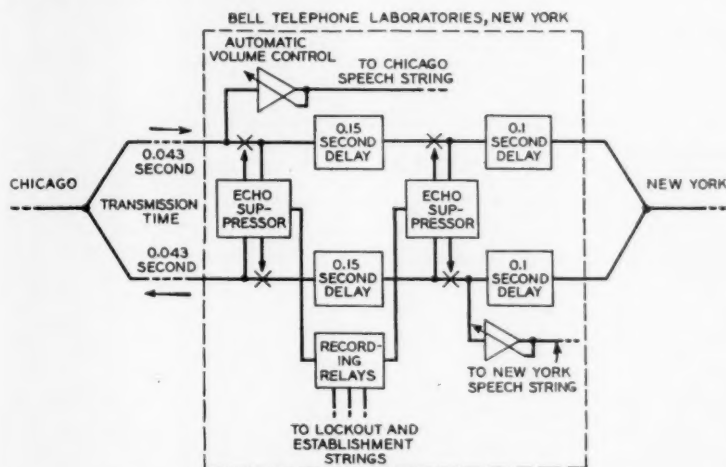 BELL TELEPHONE LABORATORIES, NEW YORK
AUTOMATIC
VOLUME CONTROL
TO CHICAGO
SPEECH STRING
0.043
SECOND
0.15
SECOND
DELAY
0.1
SECOND
DELAY
CHICAGO
TRANSMISSION
TIME
ECHO
SUP-
PRESSOR
ECHO
SUP-
PRESSOR
NEW YORK
0.043
SECOND
0.15
SECOND
DELAY
0.1
SECOND
DELAY
RECORD-
ING
RELAYS
TO NEW YORK
SPEECH STRING
TO LOCKOUT AND
ESTABLISHMENT
STRINGS